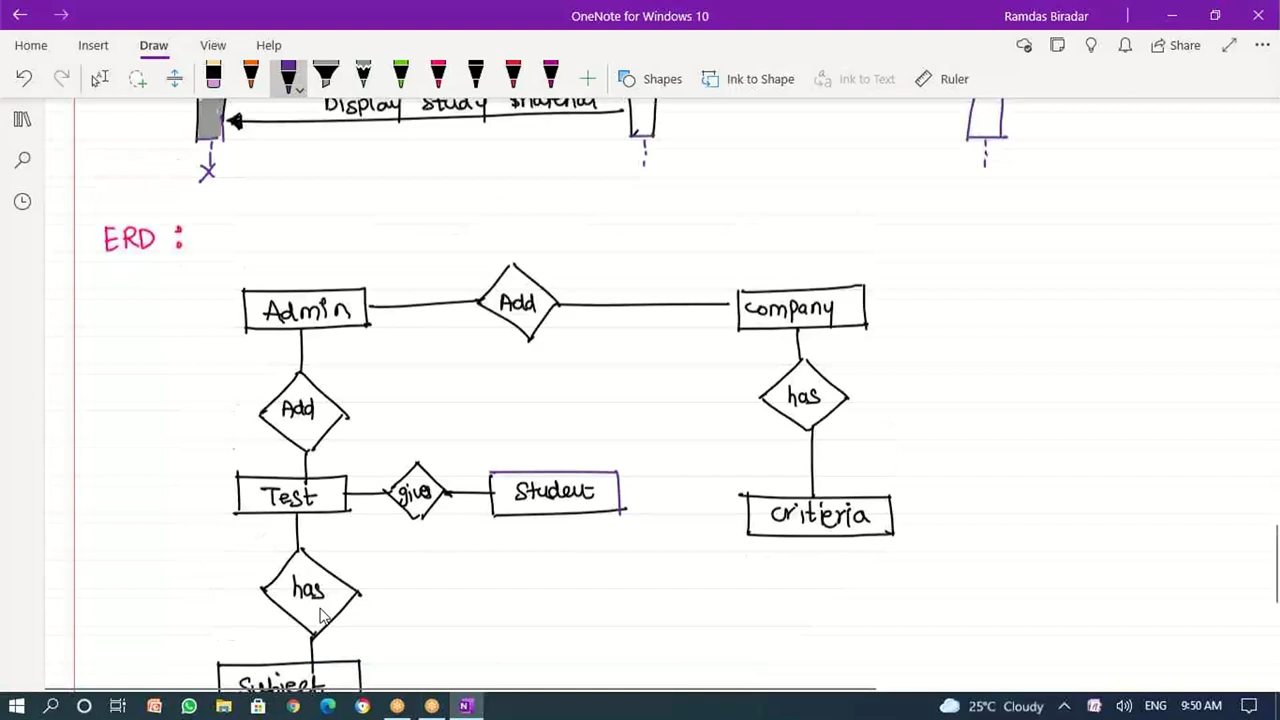 OneNote for Windows 10
Ramdas Biradar
Home Insert Draw View Help
Share
Shapes
Ink to Shape
Ink to Text
Ruler
Display study material
X
ERD :
Admin Add company
Add has
Test give Student
critieria
has
Subject
25°C Cloudy ENG 9:50 AM